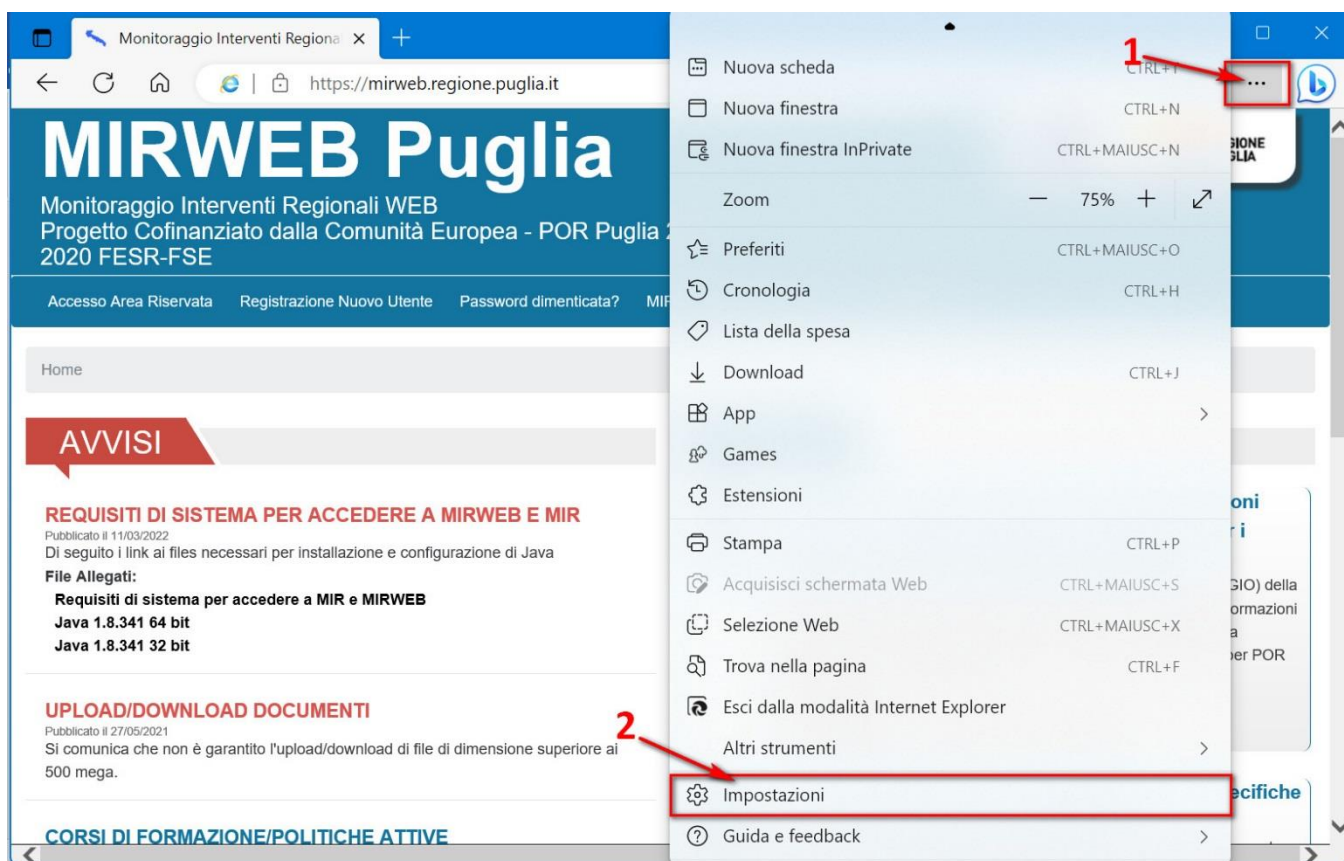 Monitoraggio Interventi Regiona
https://mirweb.regione.puglia.it
MIRWEB Puglia
Monitoraggio Interventi Regionali WEB
Progetto Cofinanziato dalla Comunità Europea - POR Puglia
2020 FESR-FSE
Accesso Area Riservata Registrazione Nuovo Utente Password dimenticata?
Home
AVVISI
REQUISITI DI SISTEMA PER ACCEDERE A MIRWEB E MIR
Pubblicato il 11/03/2022
Di seguito i link ai files necessari per installazione e configurazione di Java
File Allegati:
Requisiti di sistema per accedere a MIR e MIRWEB
Java 1.8.341 64 bit
Java 1.8.341 32 bit
UPLOAD/DOWNLOAD DOCUMENTI
Pubblicato il 27/05/2021
Si comunica che non è garantito l'upload/download di file di dimensione superiore ai
500 mega.
CORSI DI FORMAZIONE/POLITICHE ATTIVE
1
Nuova scheda CTRL+T
Nuova finestra CTRL+N
Nuova finestra InPrivate CTRL+MAIUSC+N
Zoom — 75% +
Preferiti CTRL+MAIUSC+O
Cronologia CTRL+H
Lista della spesa
Download CTRL+J
App
Games
Estensioni
Stampa CTRL+P
Acquisisci schermata Web CTRL+MAIUSC+S
Selezione Web CTRL+MAIUSC+X
Trova nella pagina CTRL+F
Esci dalla modalità Internet Explorer
Altri strumenti
2
Impostazioni
Guida e feedback
GIONE
GLIA
oni
r i
GIO) della
ormazioni
a
per POR
ecifiche